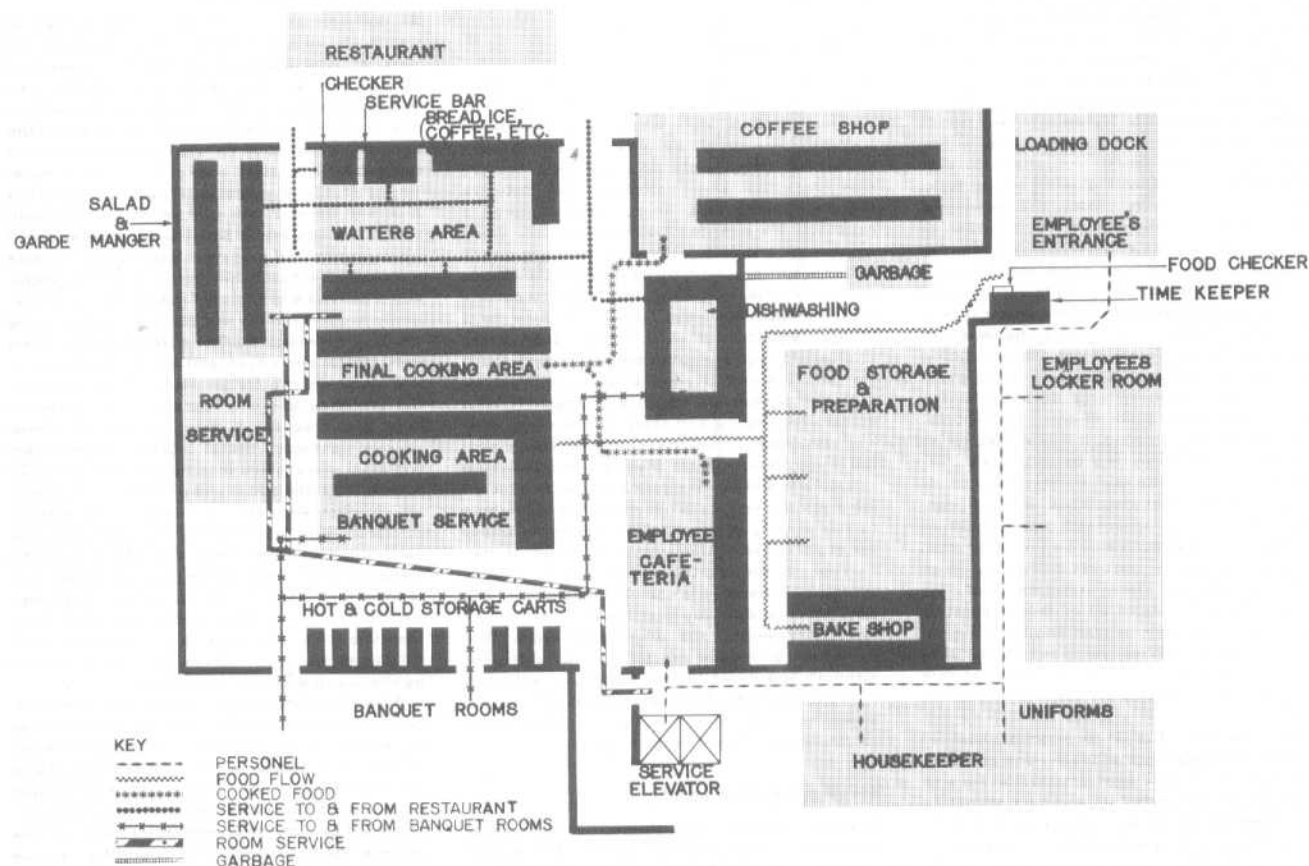 RESTAURANT
CHECKER
SERVICE BAR
BREAD, ICE,
COFFEE, ETC.
COFFEE SHOP
LOADING DOCK
SALAD
&
GARDE MANGER
WAITERS AREA
EMPLOYEE'S
ENTRANCE
GARBAGE
FOOD CHECKER
TIME KEEPER
DISHWASHING
FINAL COOKING AREA
FOOD STORAGE
&
PREPARATION
EMPLOYEES
LOCKER ROOM
ROOM
SERVICE
COOKING AREA
BANQUET SERVICE
EMPLOYEE
CAFE-
TERIA
HOT & COLD STORAGE CARTS
BAKE SHOP
BANQUET ROOMS
UNIFORMS
HOUSEKEEPER
SERVICE
ELEVATOR
KEY
PERSONEL
FOOD FLOW
COOKED FOOD
SERVICE TO & FROM RESTAURANT
SERVICE TO & FROM BANQUET ROOMS
ROOM SERVICE
GARBAGE